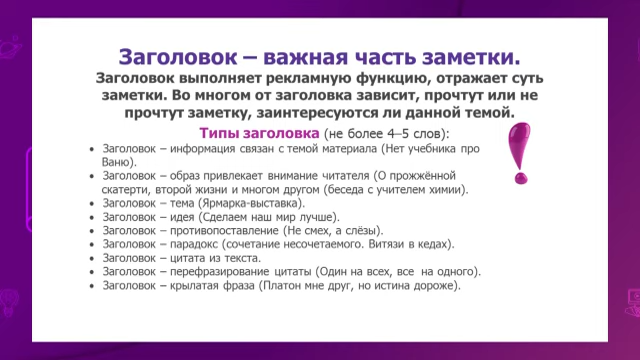 Заголовок – важная часть заметки.
Заголовок выполняет рекламную функцию, отражает суть
заметки. Во многом от заголовка зависит, прочтут или не
прочтут заметку, заинтересуются ли данной темой.
Типы заголовка (не более 4–5 слов):
• Заголовок – информация связан с темой материала (Нет учебника про
Ваню).
• Заголовок – образ привлекает внимание читателя (О прожжённой
скатерти, второй жизни и многом другом (беседа с учителем химии).
• Заголовок – тема (Ярмарка-выставка).
• Заголовок – идея (Сделаем наш мир лучше).
• Заголовок – противопоставление (Не смех, а слёзы).
• Заголовок – парадокс (сочетание несочетаемого. Витязи в кедах).
• Заголовок – цитата из текста.
• Заголовок – перефразирование цитаты (Один на всех, все на одного).
• Заголовок – крылатая фраза (Платон мне друг, но истина дороже).